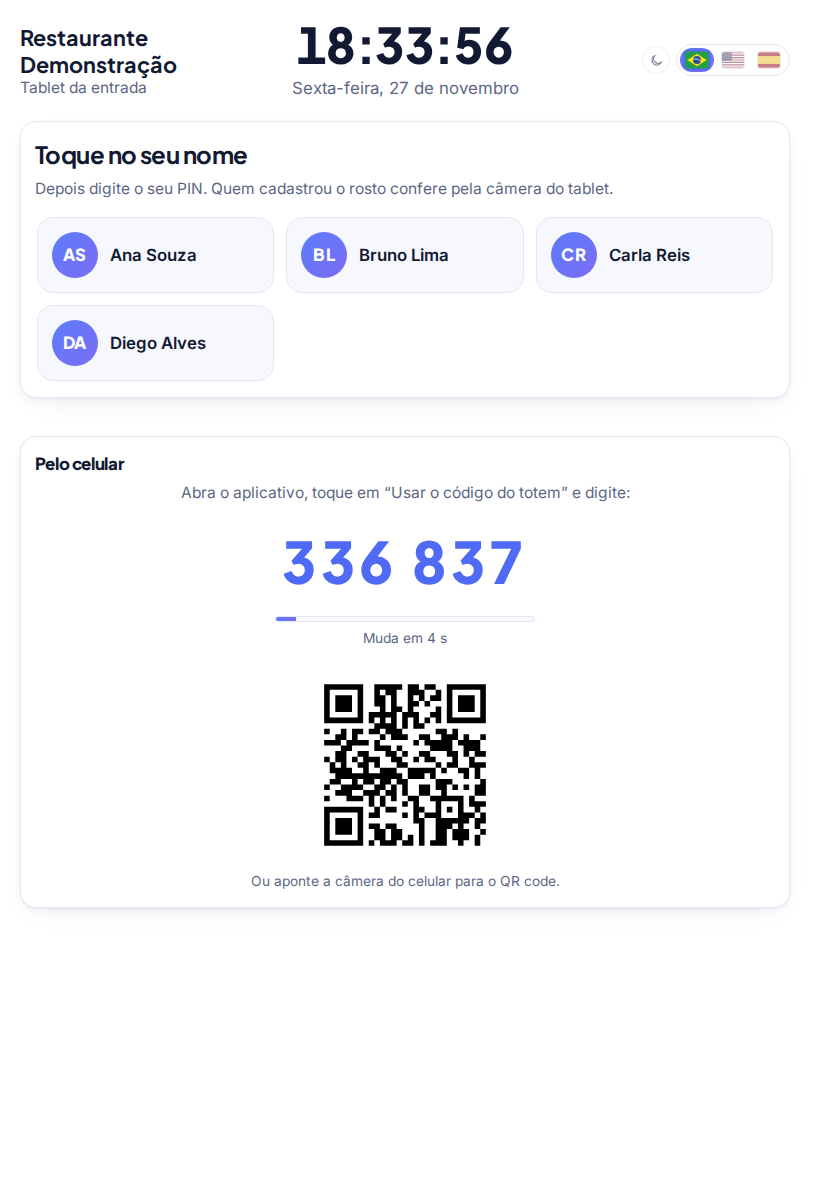 Restaurante
Demonstração
Tablet da entrada
18:33:56
Sexta-feira, 27 de novembro
Toque no seu nome
Depois digite o seu PIN. Quem cadastrou o rosto confere pela câmera do tablet.
AS Ana Souza
BL Bruno Lima
CR Carla Reis
DA Diego Alves
Pelo celular
Abra o aplicativo, toque em “Usar o código do totem” e digite:
336 837
Muda em 4 s
Ou aponte a câmera do celular para o QR code.